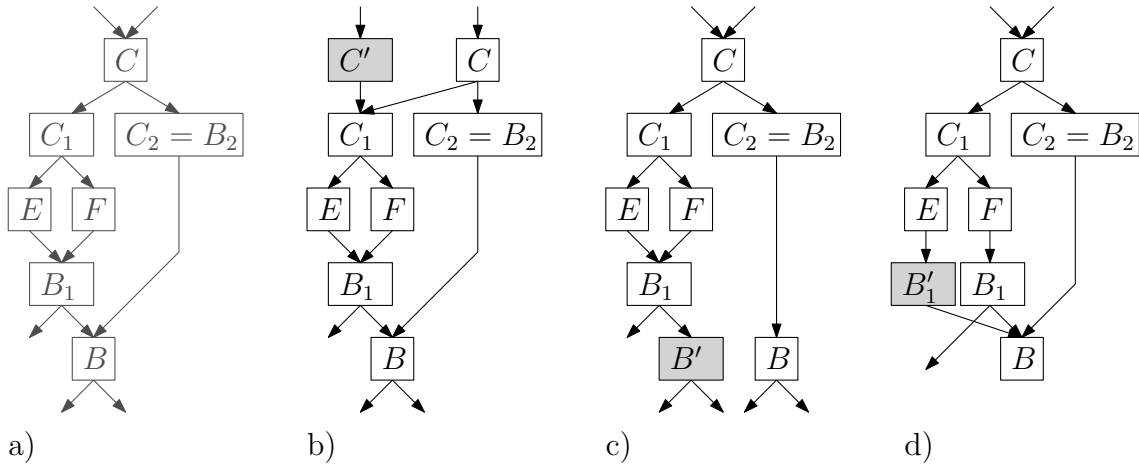 C C′ C C C
C₁ C₂ = B₂ C₁ C₂ = B₂ C₁ C₂ = B₂ C₁ C₂ = B₂
E F E F E F E F
B₁ B₁ B₁ B′₁ B₁
B B B′ B B
a) b) c) d)